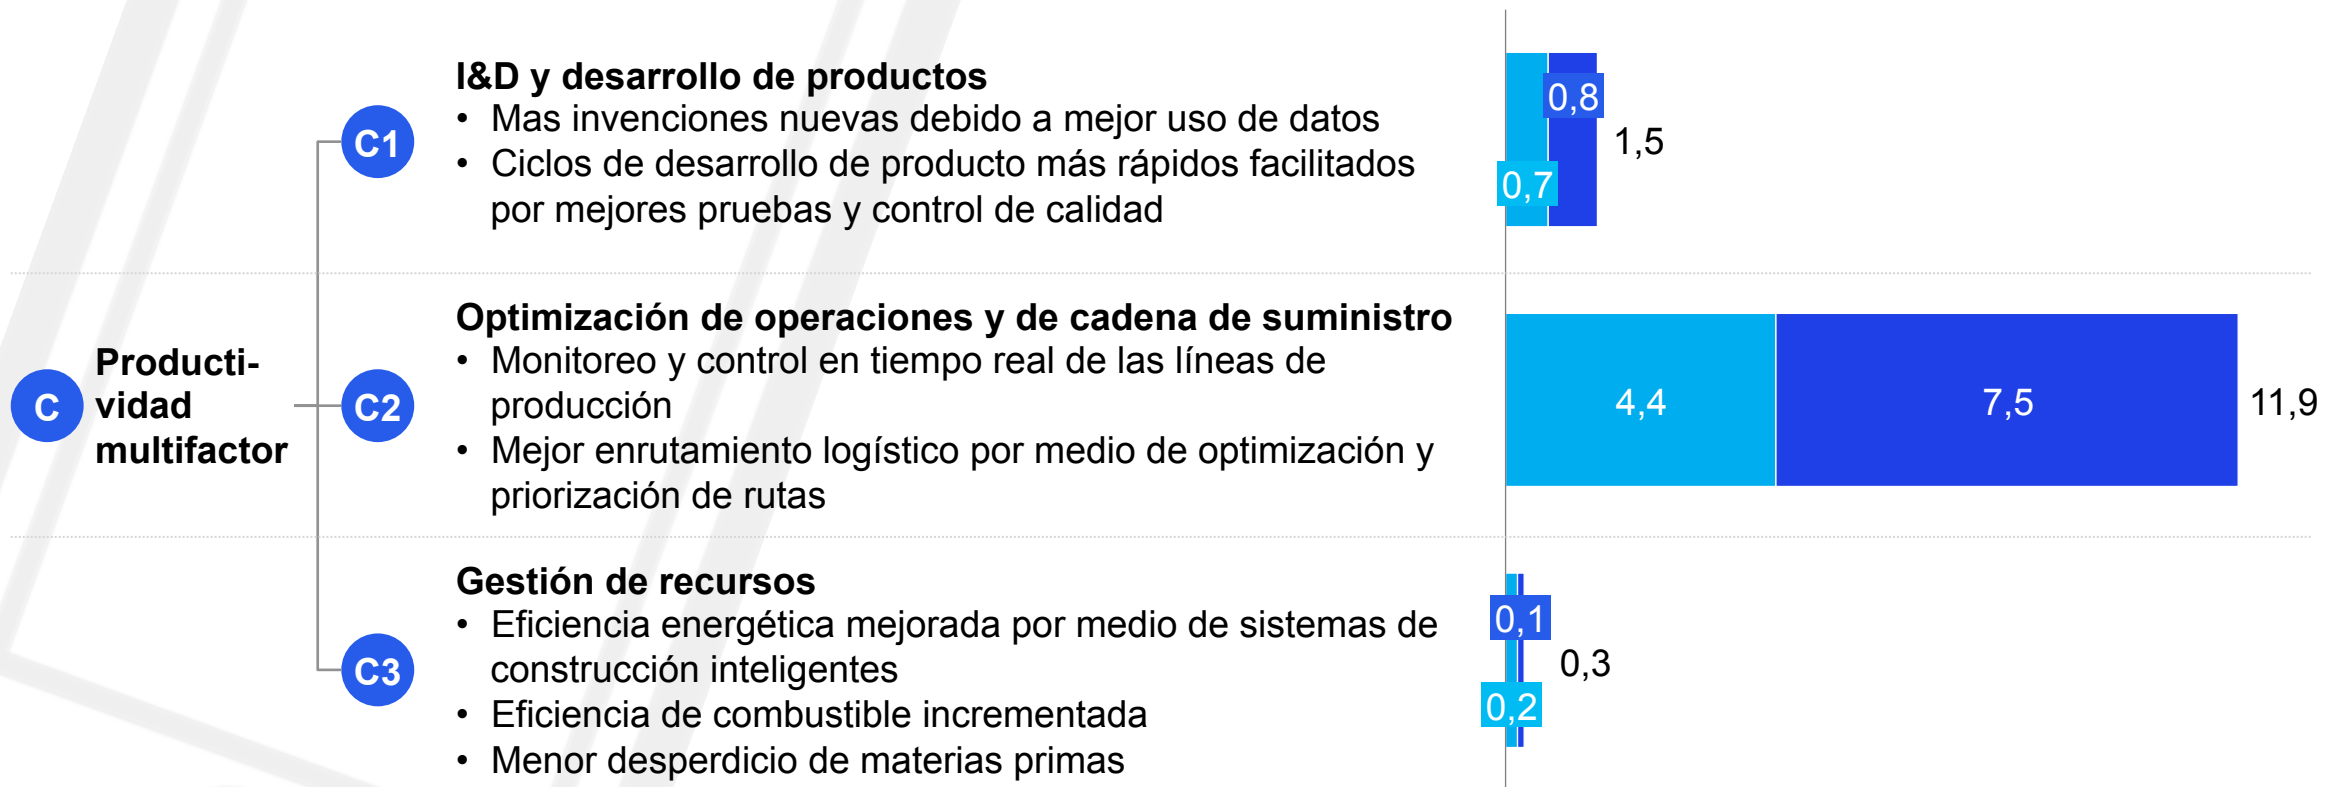 C
Producti-
vidad
multifactor
C1
I&D y desarrollo de productos
• Mas invenciones nuevas debido a mejor uso de datos
• Ciclos de desarrollo de producto más rápidos facilitados
por mejores pruebas y control de calidad
0,8
0,7
1,5
C2
Optimización de operaciones y de cadena de suministro
• Monitoreo y control en tiempo real de las líneas de
producción
• Mejor enrutamiento logístico por medio de optimización y
priorización de rutas
4,4
7,5
11,9
C3
Gestión de recursos
• Eficiencia energética mejorada por medio de sistemas de
construcción inteligentes
• Eficiencia de combustible incrementada
• Menor desperdicio de materias primas
0,1
0,2
0,3